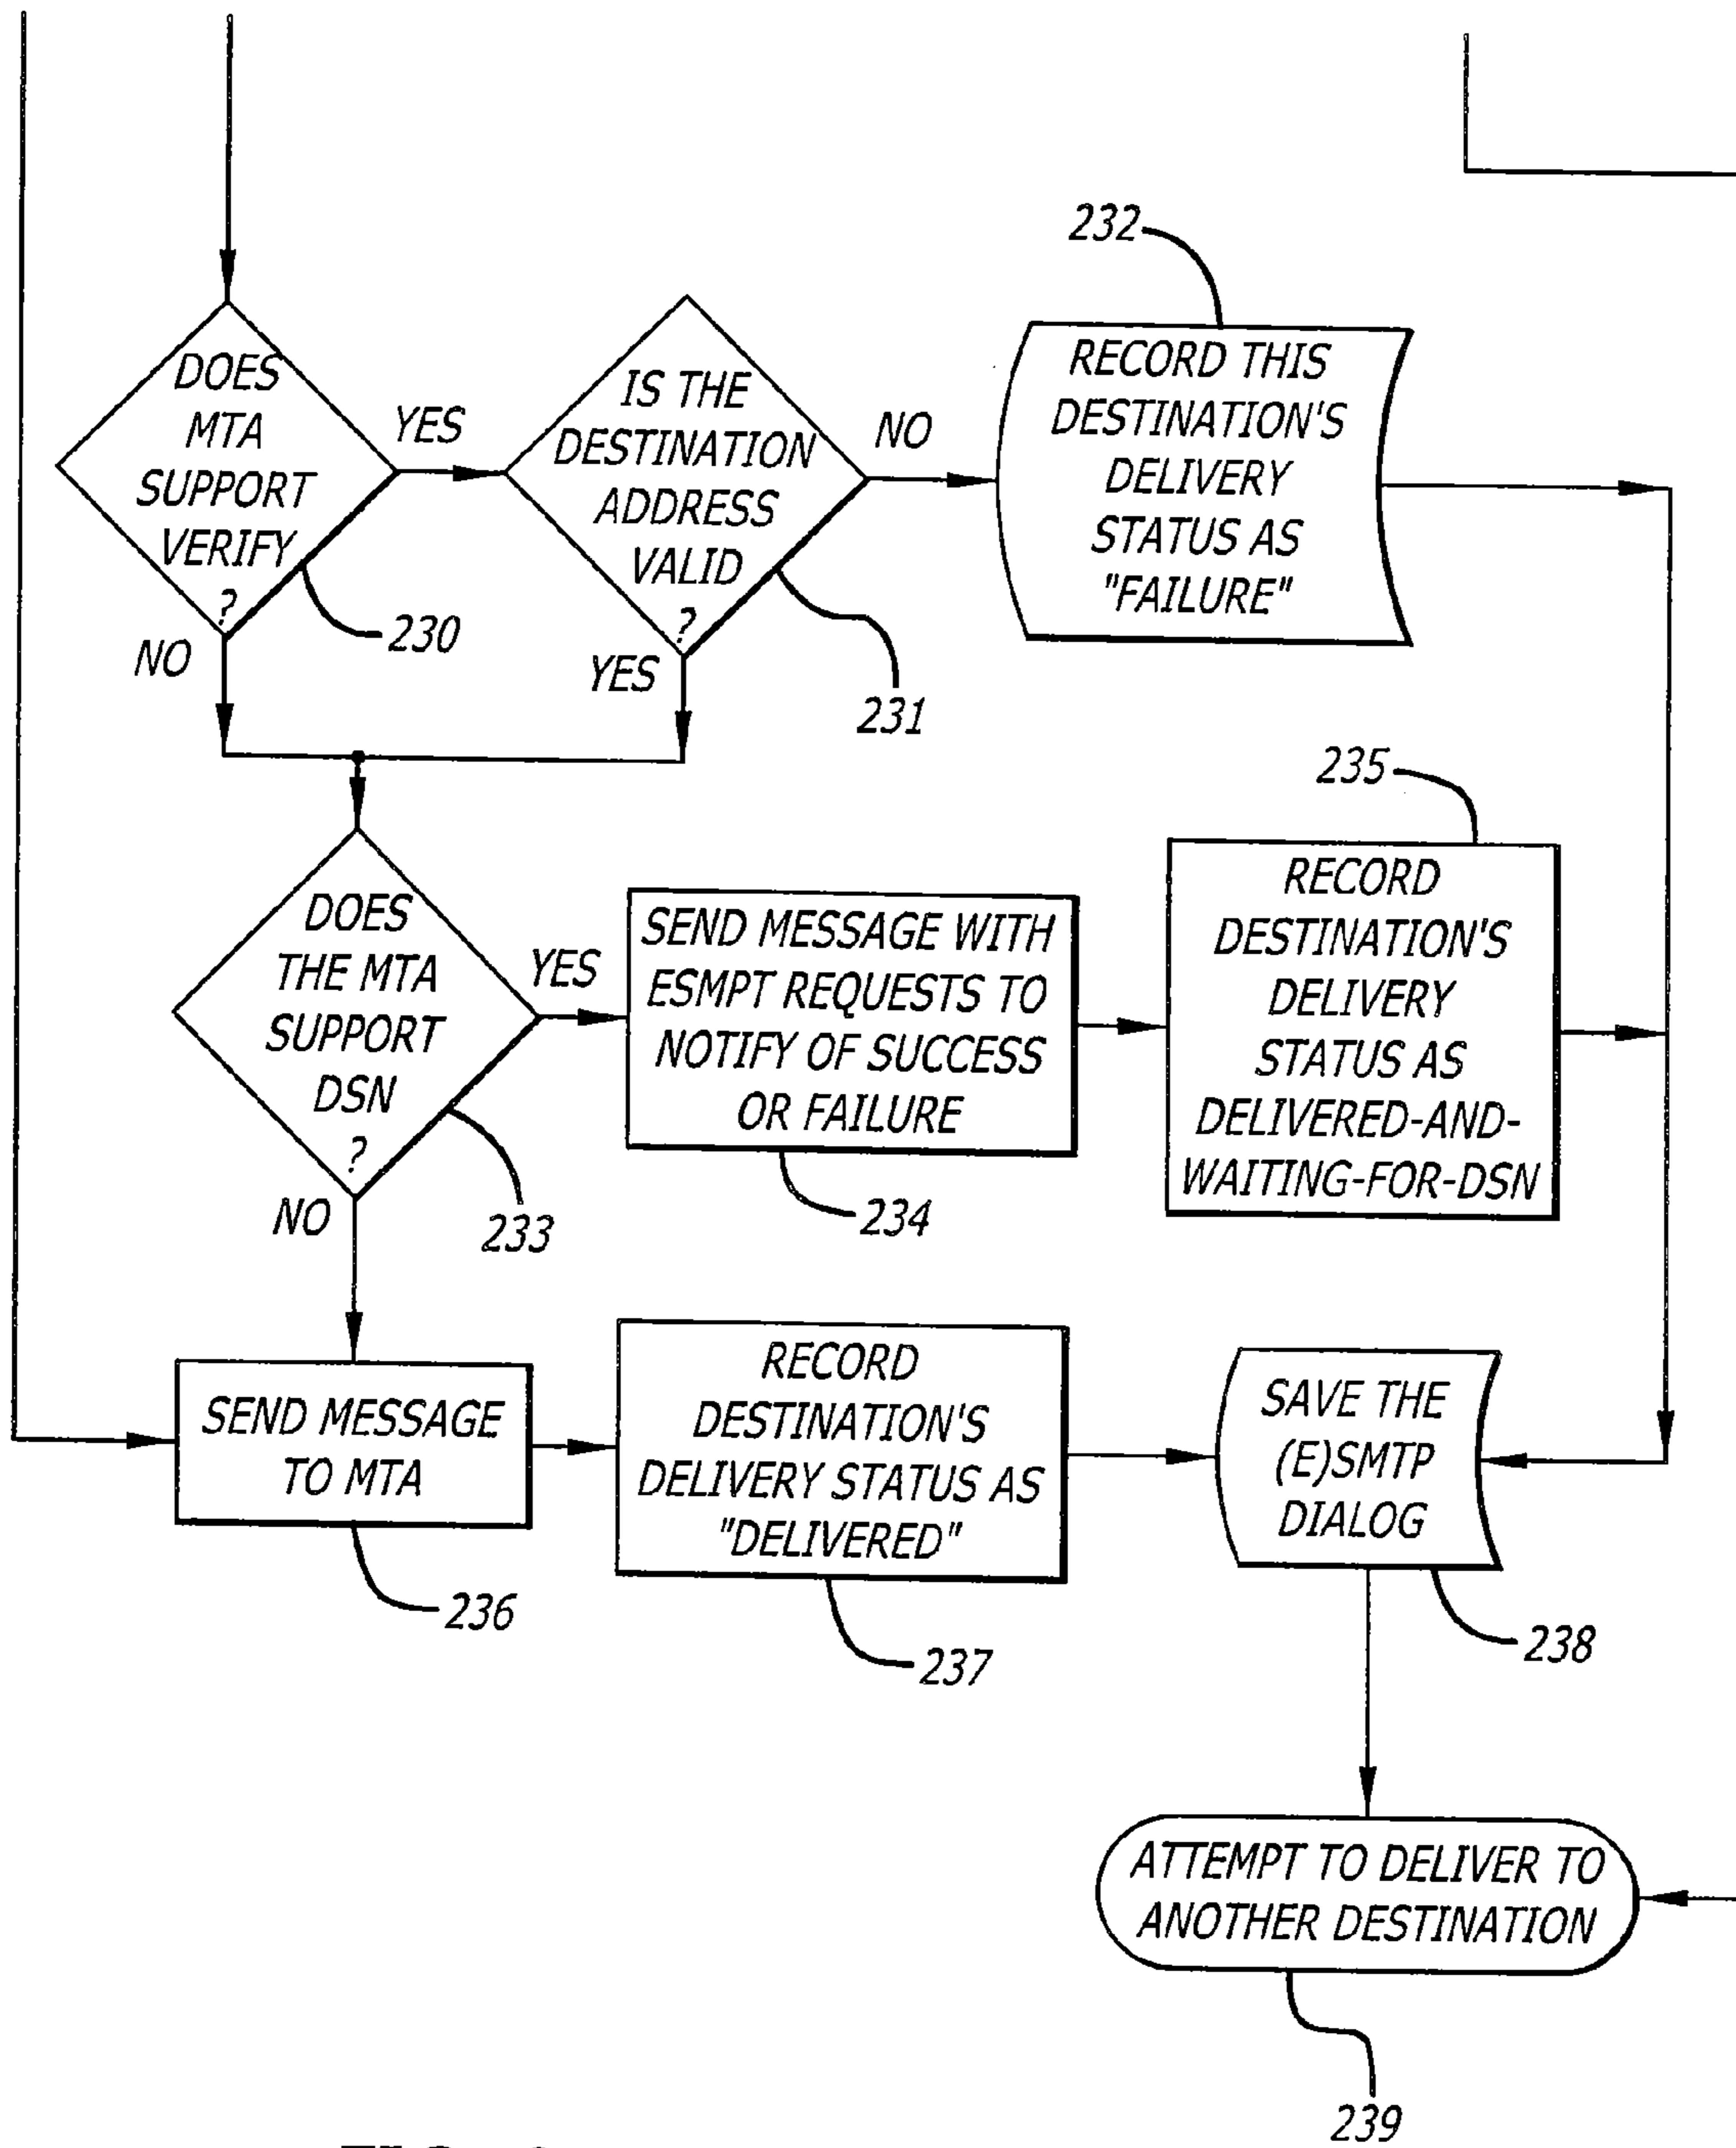 232
DOES
MTA
SUPPORT
VERIFY
?
YES
NO
230
IS THE
DESTINATION
ADDRESS
VALID
?
NO
YES
231
RECORD THIS
DESTINATION'S
DELIVERY
STATUS AS
"FAILURE"
235
DOES
THE MTA
SUPPORT
DSN
?
YES
NO
233
SEND MESSAGE WITH
ESMPT REQUESTS TO
NOTIFY OF SUCCESS
OR FAILURE
234
RECORD
DESTINATION'S
DELIVERY
STATUS AS
DELIVERED-AND-
WAITING-FOR-DSN
SEND MESSAGE
TO MTA
236
RECORD
DESTINATION'S
DELIVERY STATUS AS
"DELIVERED"
237
SAVE THE
(E)SMTP
DIALOG
238
ATTEMPT TO DELIVER TO
ANOTHER DESTINATION
239